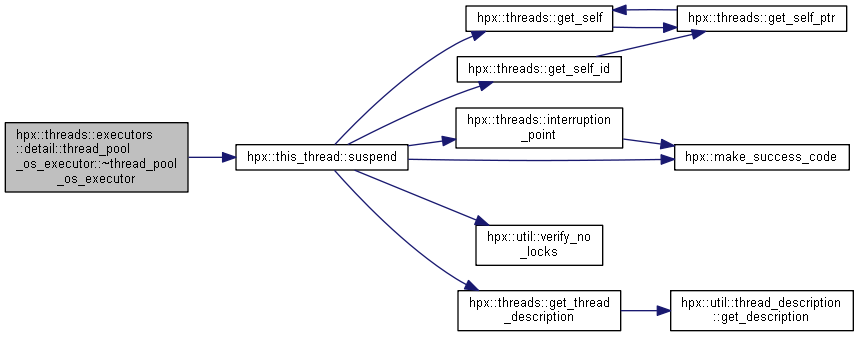 hpx::threads::executors
::detail::thread_pool
_os_executor::~thread_pool
_os_executor
hpx::this_thread::suspend
hpx::threads::get_self
hpx::threads::get_self_ptr
hpx::threads::get_self_id
hpx::threads::interruption
_point
hpx::make_success_code
hpx::util::verify_no
_locks
hpx::threads::get_thread
_description
hpx::util::thread_description
::get_description